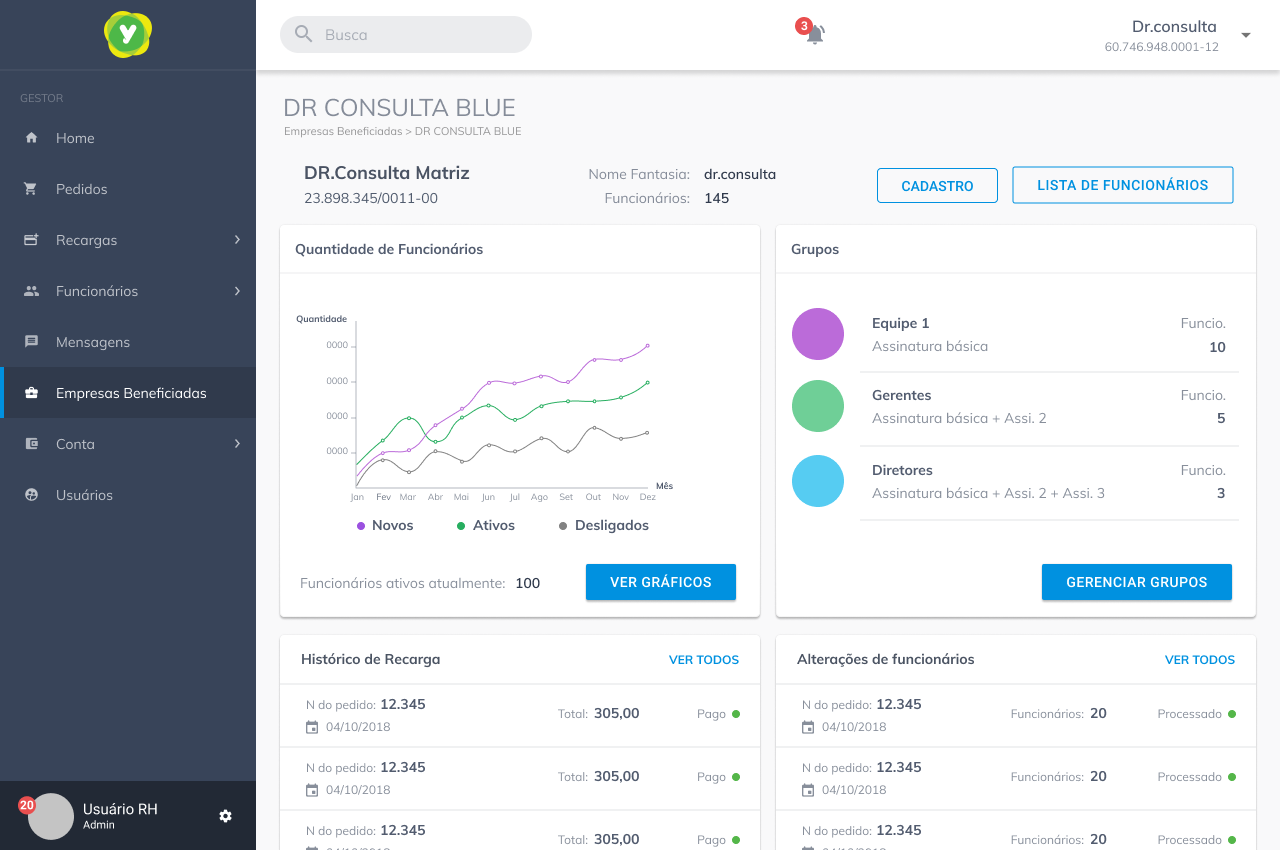 Busca
3
Dr.consulta
60.746.948.0001-12
GESTOR
Home
Pedidos
Recargas
Funcionários
Mensagens
Empresas Beneficiadas
Conta
Usuários
20
Usuário RH
Admin
DR CONSULTA BLUE
Empresas Beneficiadas > DR CONSULTA BLUE
DR.Consulta Matriz
23.898.345/0011-00
Nome Fantasia: dr.consulta
Funcionários: 145
CADASTRO
LISTA DE FUNCIONÁRIOS
Quantidade de Funcionários
Quantidade
0000
0000
0000
0000
Mês
Jan Fev Mar Abr Mai Jun Jul Ago Set Out Nov Dez
Novos Ativos Desligados
Funcionários ativos atualmente: 100
VER GRÁFICOS
Grupos
Equipe 1 Funcio.
Assinatura básica 10
Gerentes Funcio.
Assinatura básica + Assi. 2 5
Diretores Funcio.
Assinatura básica + Assi. 2 + Assi. 3 3
GERENCIAR GRUPOS
Histórico de Recarga VER TODOS
N do pedido: 12.345
04/10/2018
Total: 305,00 Pago
N do pedido: 12.345
04/10/2018
Total: 305,00 Pago
N do pedido: 12.345
04/10/2018
Total: 305,00 Pago
Alterações de funcionários VER TODOS
N do pedido: 12.345
04/10/2018
Funcionários: 20 Processado
N do pedido: 12.345
04/10/2018
Funcionários: 20 Processado
N do pedido: 12.345
04/10/2018
Funcionários: 20 Processado